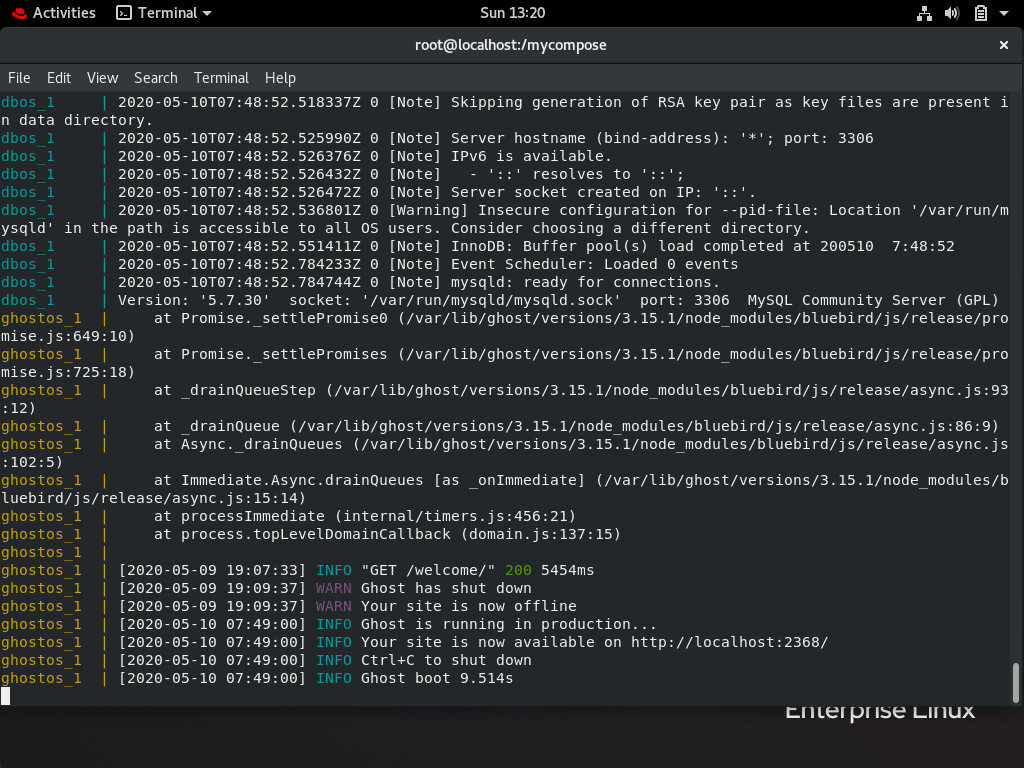 Activities Terminal Sun 13:20
root@localhost:/mycompose
File Edit View Search Terminal Help
dbos_1     | 2020-05-10T07:48:52.518337Z 0 [Note] Skipping generation of RSA key pair as key files are present i
n data directory.
dbos_1     | 2020-05-10T07:48:52.525990Z 0 [Note] Server hostname (bind-address): '*'; port: 3306
dbos_1     | 2020-05-10T07:48:52.526376Z 0 [Note] IPv6 is available.
dbos_1     | 2020-05-10T07:48:52.526432Z 0 [Note]   - '::' resolves to '::';
dbos_1     | 2020-05-10T07:48:52.526472Z 0 [Note] Server socket created on IP: '::'.
dbos_1     | 2020-05-10T07:48:52.536801Z 0 [Warning] Insecure configuration for --pid-file: Location '/var/run/m
ysqld' in the path is accessible to all OS users. Consider choosing a different directory.
dbos_1     | 2020-05-10T07:48:52.551411Z 0 [Note] InnoDB: Buffer pool(s) load completed at 200510  7:48:52
dbos_1     | 2020-05-10T07:48:52.784233Z 0 [Note] Event Scheduler: Loaded 0 events
dbos_1     | 2020-05-10T07:48:52.784744Z 0 [Note] mysqld: ready for connections.
dbos_1     | Version: '5.7.30'  socket: '/var/run/mysqld/mysqld.sock'  port: 3306  MySQL Community Server (GPL)
ghostos_1  |     at Promise._settlePromise0 (/var/lib/ghost/versions/3.15.1/node_modules/bluebird/js/release/pro
mise.js:649:10)
ghostos_1  |     at Promise._settlePromises (/var/lib/ghost/versions/3.15.1/node_modules/bluebird/js/release/pro
mise.js:725:18)
ghostos_1  |     at _drainQueueStep (/var/lib/ghost/versions/3.15.1/node_modules/bluebird/js/release/async.js:93
:12)
ghostos_1  |     at _drainQueue (/var/lib/ghost/versions/3.15.1/node_modules/bluebird/js/release/async.js:86:9)
ghostos_1  |     at Async._drainQueues (/var/lib/ghost/versions/3.15.1/node_modules/bluebird/js/release/async.js
:102:5)
ghostos_1  |     at Immediate.Async.drainQueues [as _onImmediate] (/var/lib/ghost/versions/3.15.1/node_modules/b
luebird/js/release/async.js:15:14)
ghostos_1  |     at processImmediate (internal/timers.js:456:21)
ghostos_1  |     at process.topLevelDomainCallback (domain.js:137:15)
ghostos_1  |
ghostos_1  | [2020-05-09 19:07:33] INFO "GET /welcome/" 200 5454ms
ghostos_1  | [2020-05-09 19:09:37] WARN Ghost has shut down
ghostos_1  | [2020-05-09 19:09:37] WARN Your site is now offline
ghostos_1  | [2020-05-10 07:49:00] INFO Ghost is running in production...
ghostos_1  | [2020-05-10 07:49:00] INFO Your site is now available on http://localhost:2368/
ghostos_1  | [2020-05-10 07:49:00] INFO Ctrl+C to shut down
ghostos_1  | [2020-05-10 07:49:00] INFO Ghost boot 9.514s
Enterprise Linux